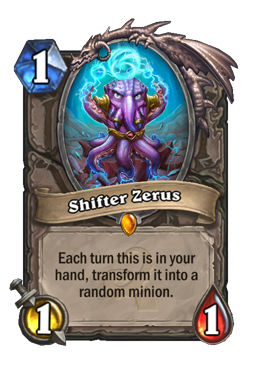 1
Shifter Zerus
Each turn this is in your
hand, transform it into a
random minion.
1
1